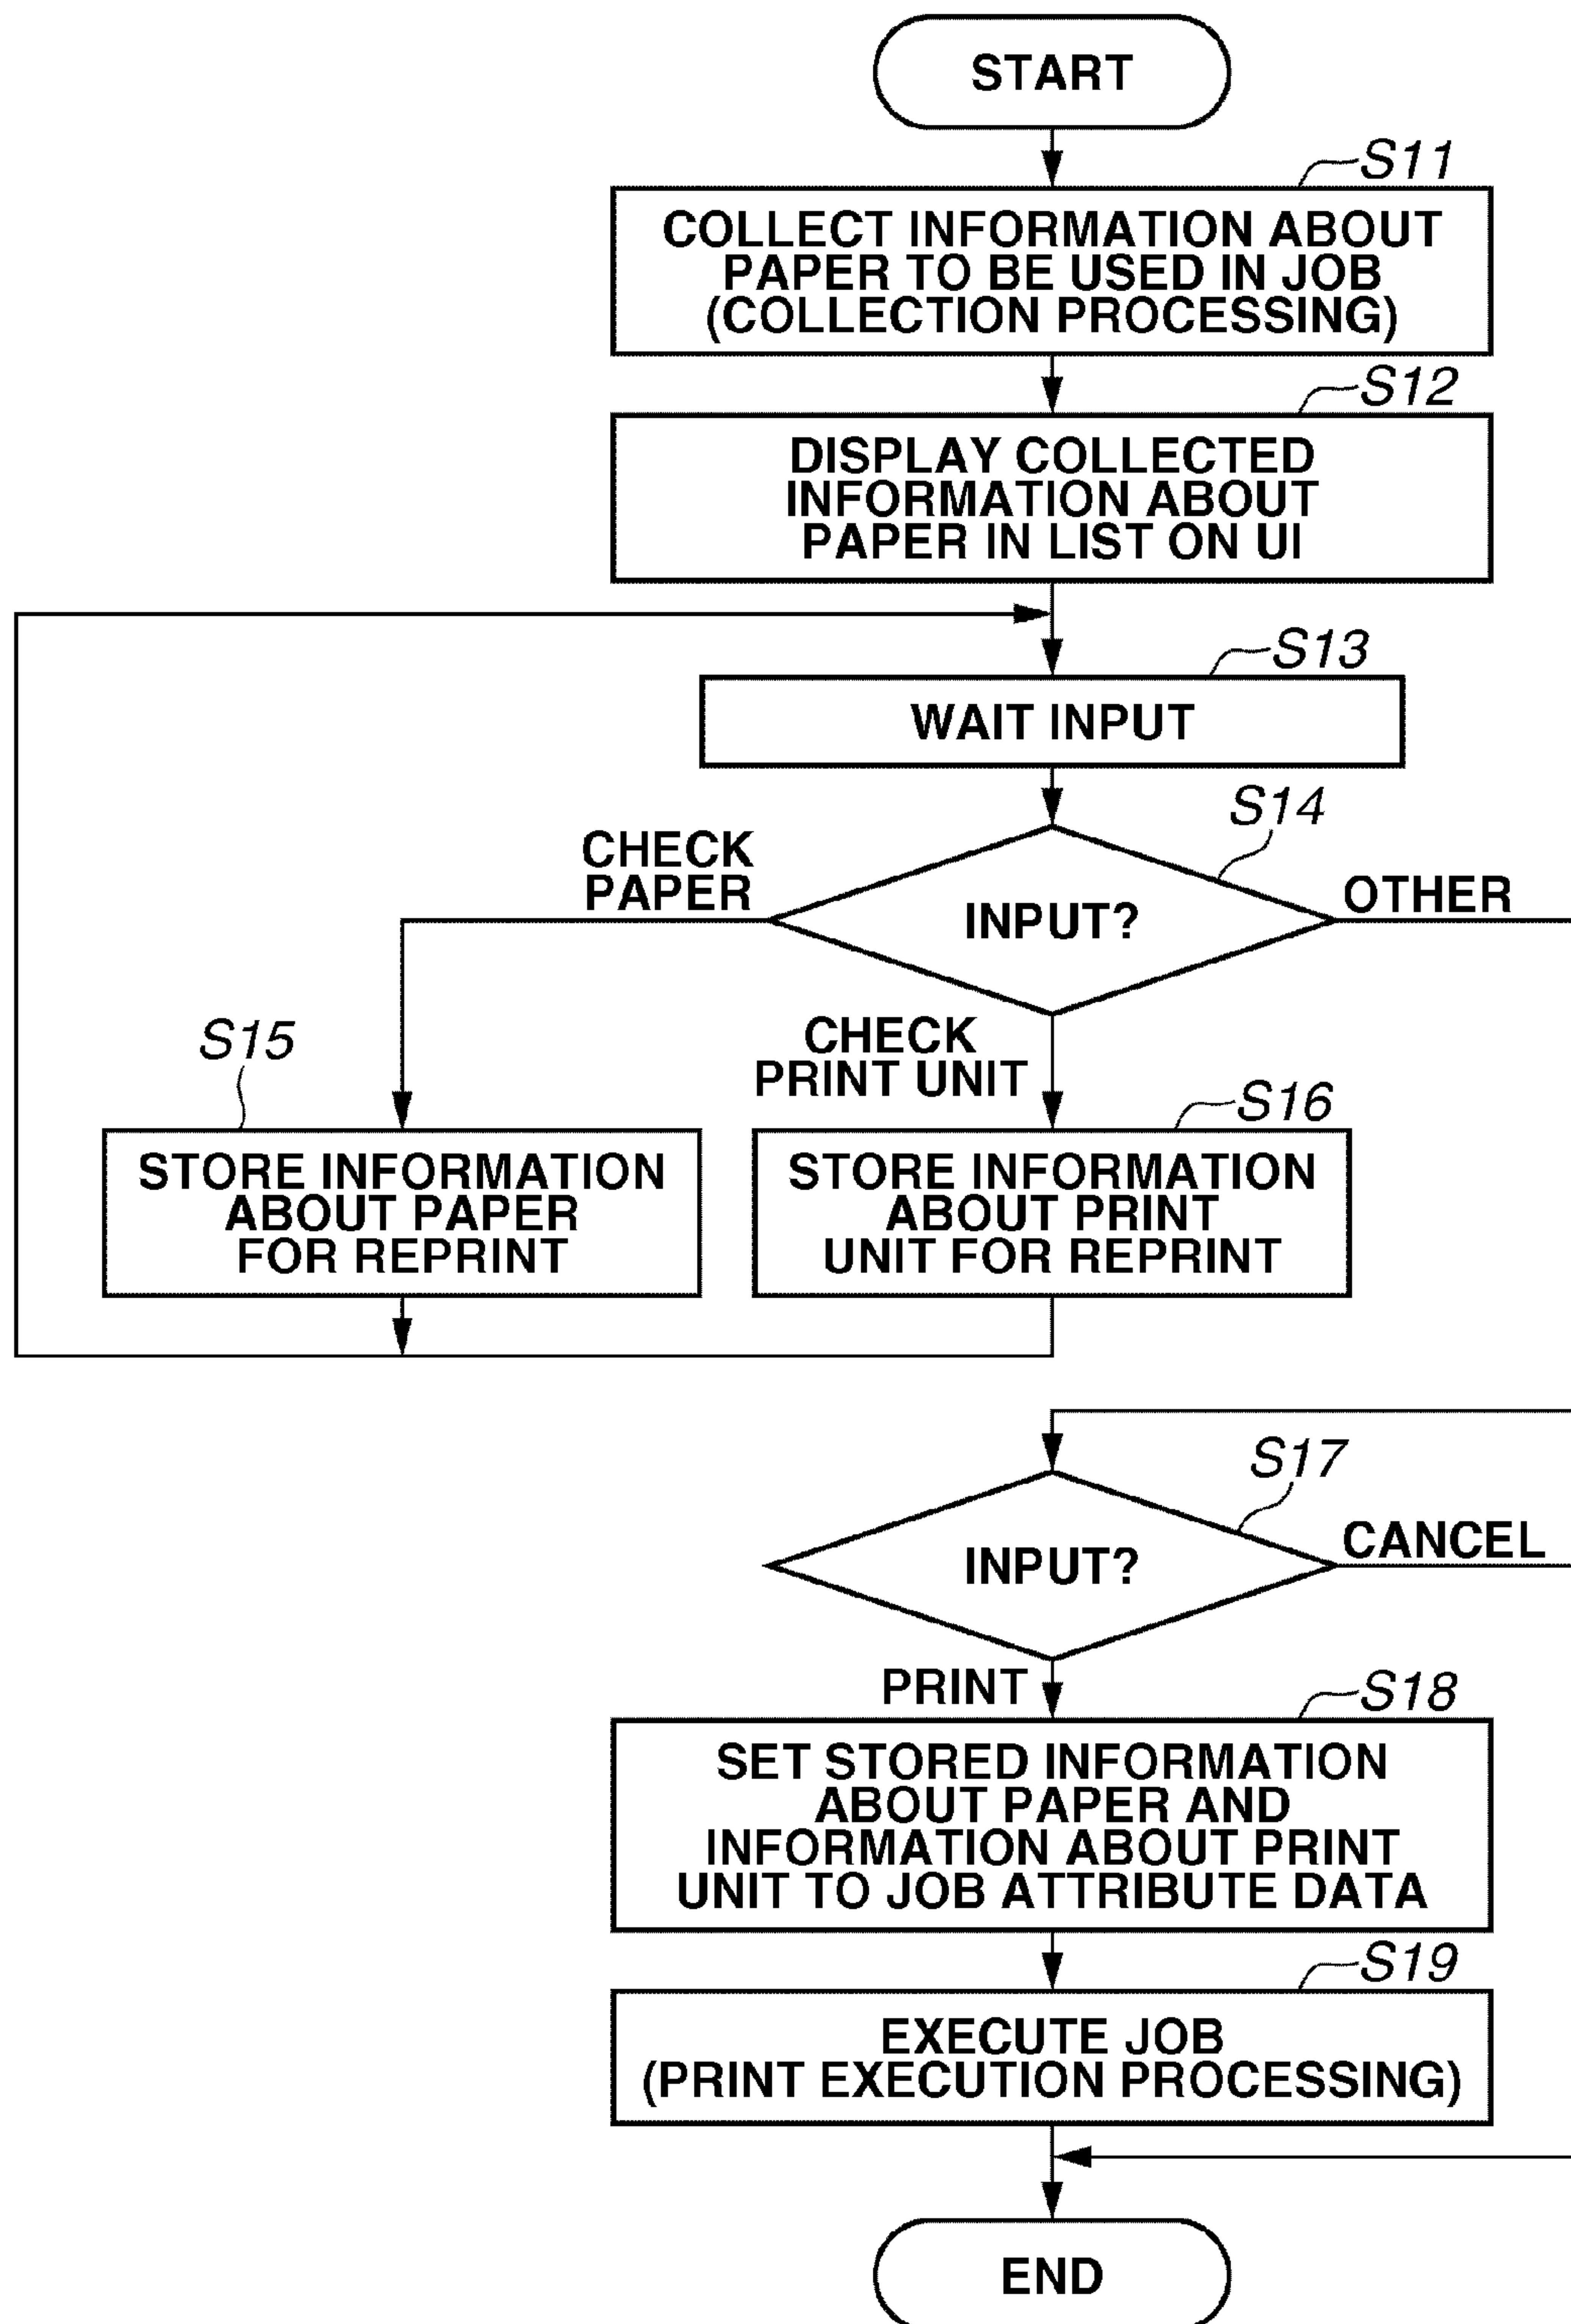 START
S11
COLLECT INFORMATION ABOUT
PAPER TO BE USED IN JOB
(COLLECTION PROCESSING)
S12
DISPLAY COLLECTED
INFORMATION ABOUT
PAPER IN LIST ON UI
S13
WAIT INPUT
S14
CHECK
PAPER
INPUT?
OTHER
CHECK
PRINT UNIT
S15
STORE INFORMATION
ABOUT PAPER
FOR REPRINT
S16
STORE INFORMATION
ABOUT PRINT
UNIT FOR REPRINT
S17
INPUT?
CANCEL
PRINT
S18
SET STORED INFORMATION
ABOUT PAPER AND
INFORMATION ABOUT PRINT
UNIT TO JOB ATTRIBUTE DATA
S19
EXECUTE JOB
(PRINT EXECUTION PROCESSING)
END